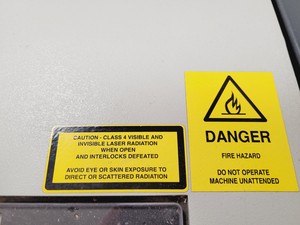 CAUTION - CLASS 4 VISIBLE AND
INVISIBLE LASER RADIATION
WHEN OPEN
AND INTERLOCKS DEFEATED
AVOID EYE OR SKIN EXPOSURE TO
DIRECT OR SCATTERED RADIATION
DANGER
FIRE HAZARD
DO NOT OPERATE
MACHINE UNATTENDED